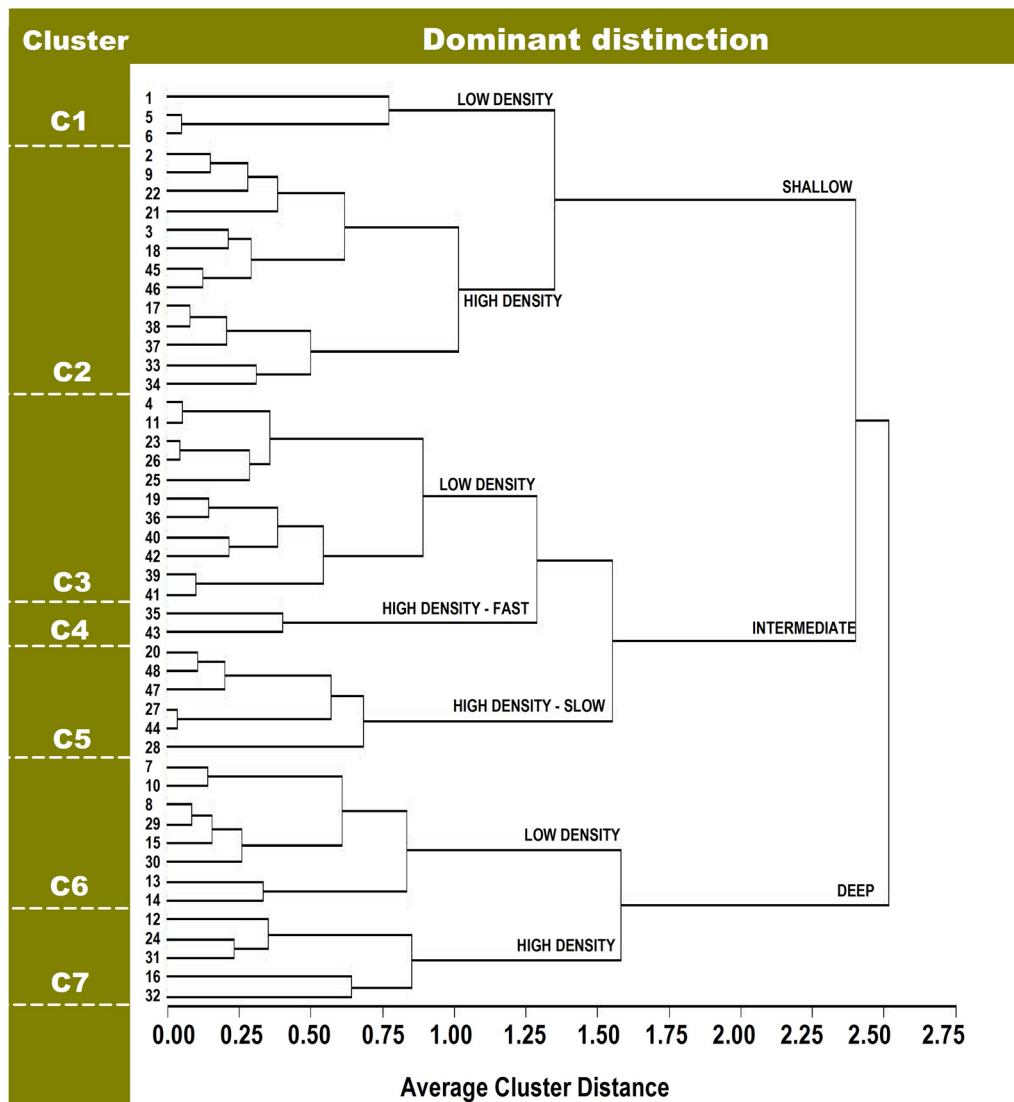 Cluster Dominant distinction
C1
1
LOW DENSITY
5
6
C2
2
9
22
SHALLOW
21
3
18
45
46
HIGH DENSITY
17
38
37
33
34
C3
4
11
23
26
25
LOW DENSITY
19
36
40
42
39
41
C4
35
HIGH DENSITY - FAST
43
INTERMEDIATE
C5
20
48
47
27
HIGH DENSITY - SLOW
44
28
C6
7
10
8
29
LOW DENSITY
15
30
13
DEEP
14
C7
12
24
HIGH DENSITY
31
16
32
0.00 0.25 0.50 0.75 1.00 1.25 1.50 1.75 2.00 2.25 2.50 2.75
Average Cluster Distance